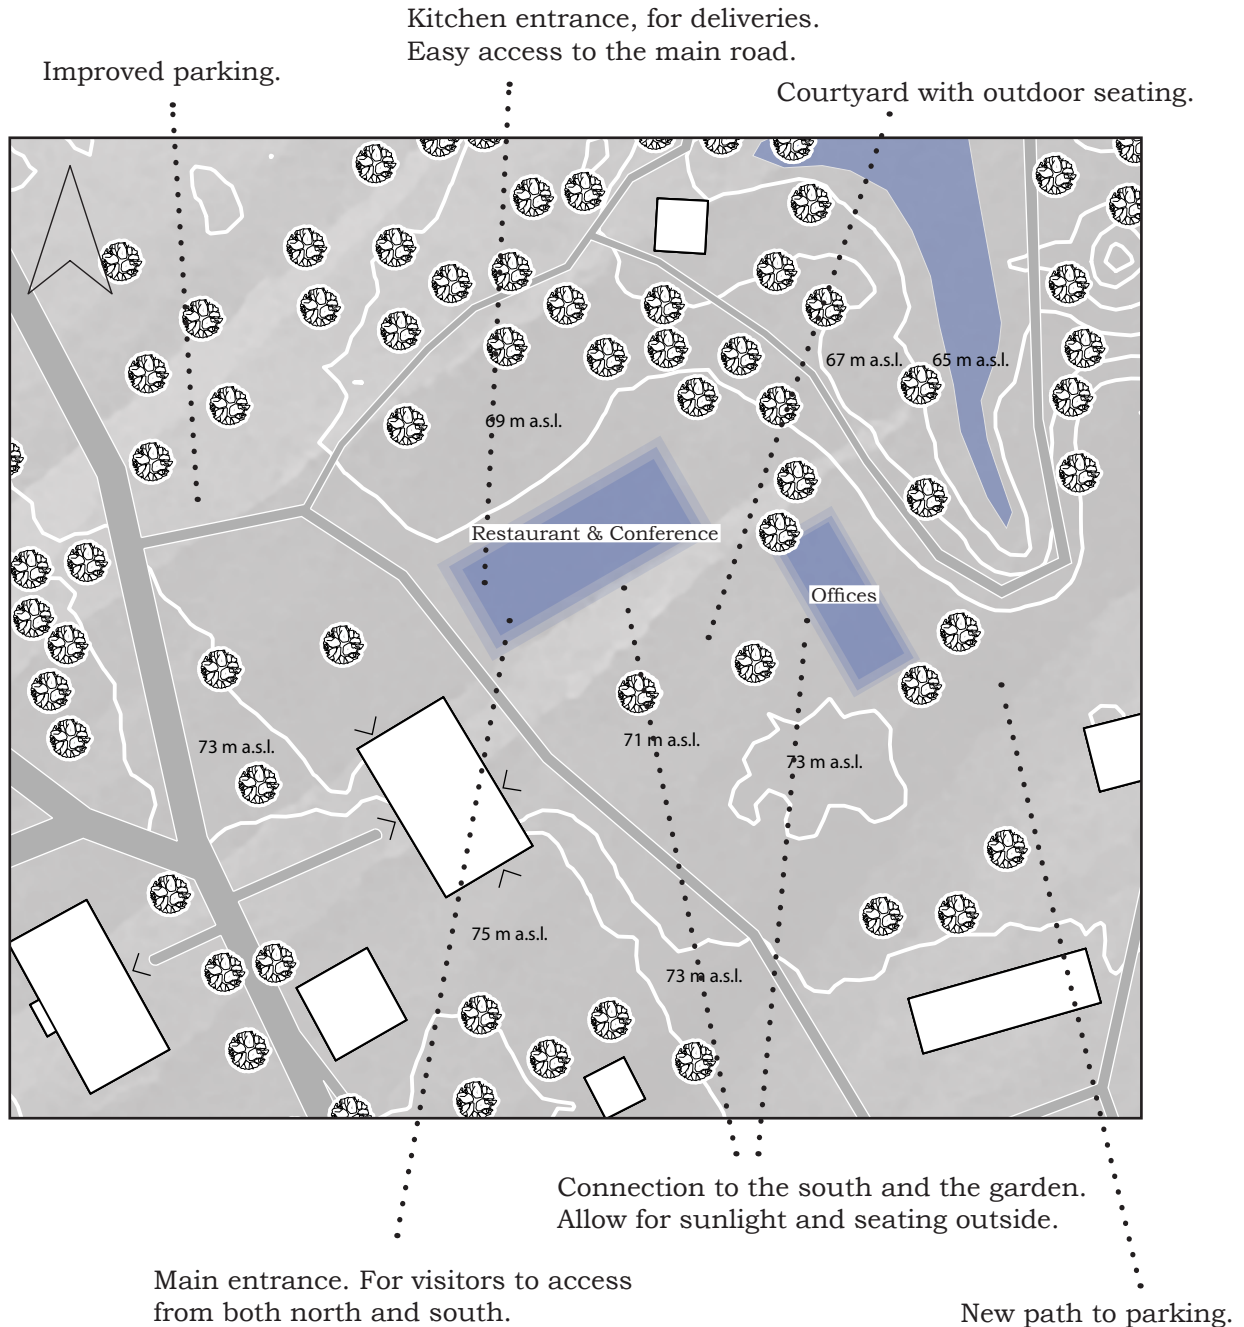 Kitchen entrance, for deliveries.
Easy access to the main road.
Improved parking.
Courtyard with outdoor seating.
67 m a.s.l.
65 m a.s.l.
69 m a.s.l.
Restaurant & Conference
Offices
73 m a.s.l.
71 m a.s.l.
73 m a.s.l.
75 m a.s.l.
73 m a.s.l.
Connection to the south and the garden.
Allow for sunlight and seating outside.
Main entrance. For visitors to access
from both north and south.
New path to parking.